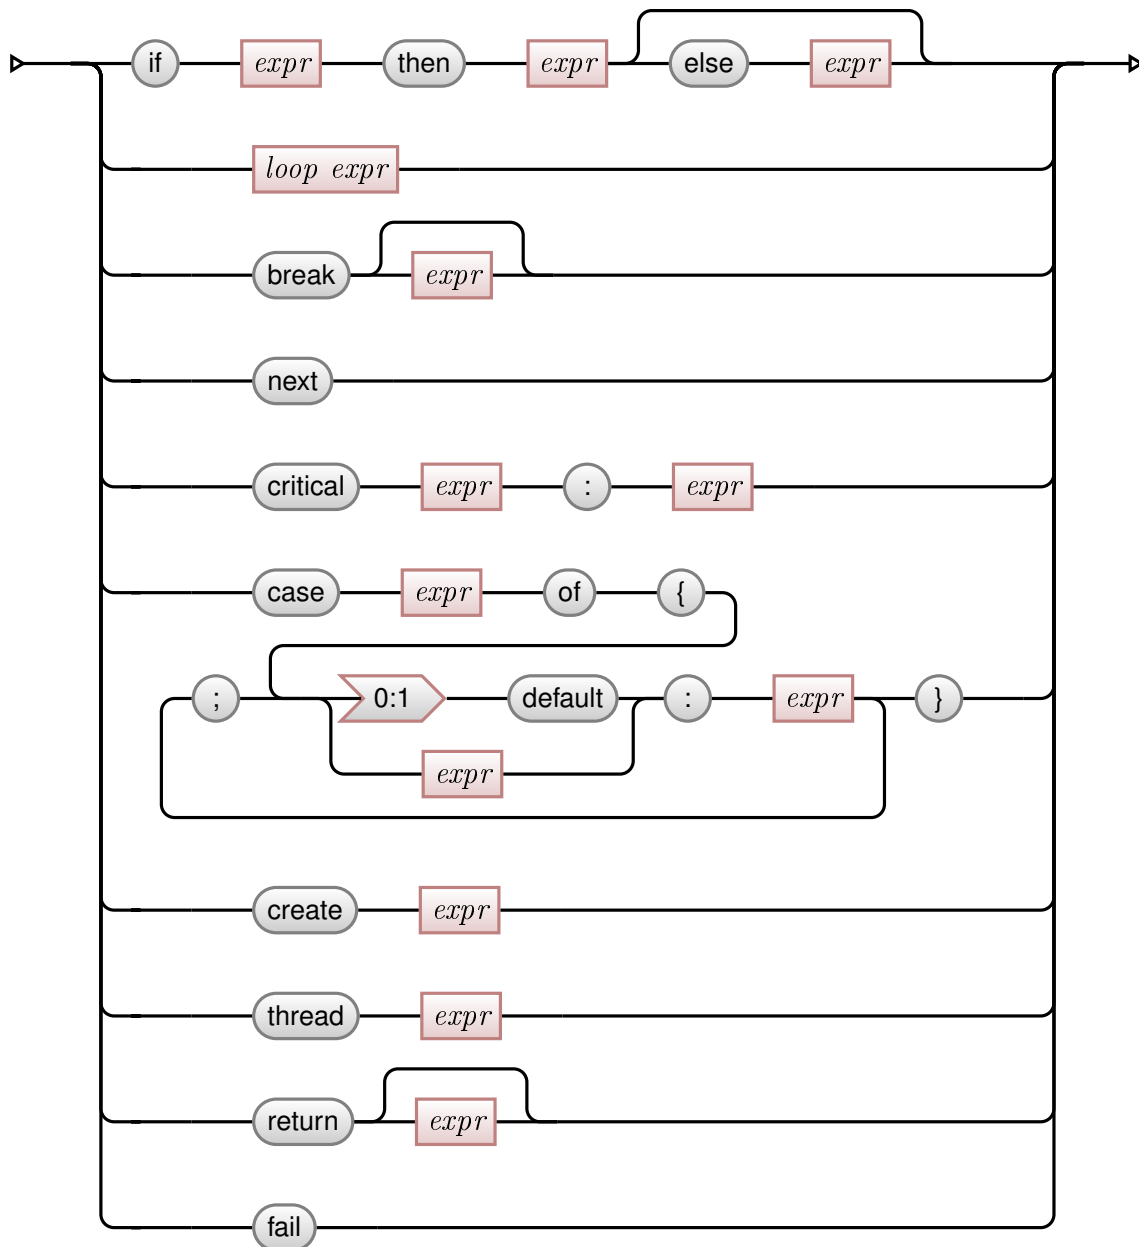 if expr then expr else expr
loop expr
break expr
next
critical expr : expr
case expr of {
; 0:1 default : expr }
expr
create expr
thread expr
return expr
fail